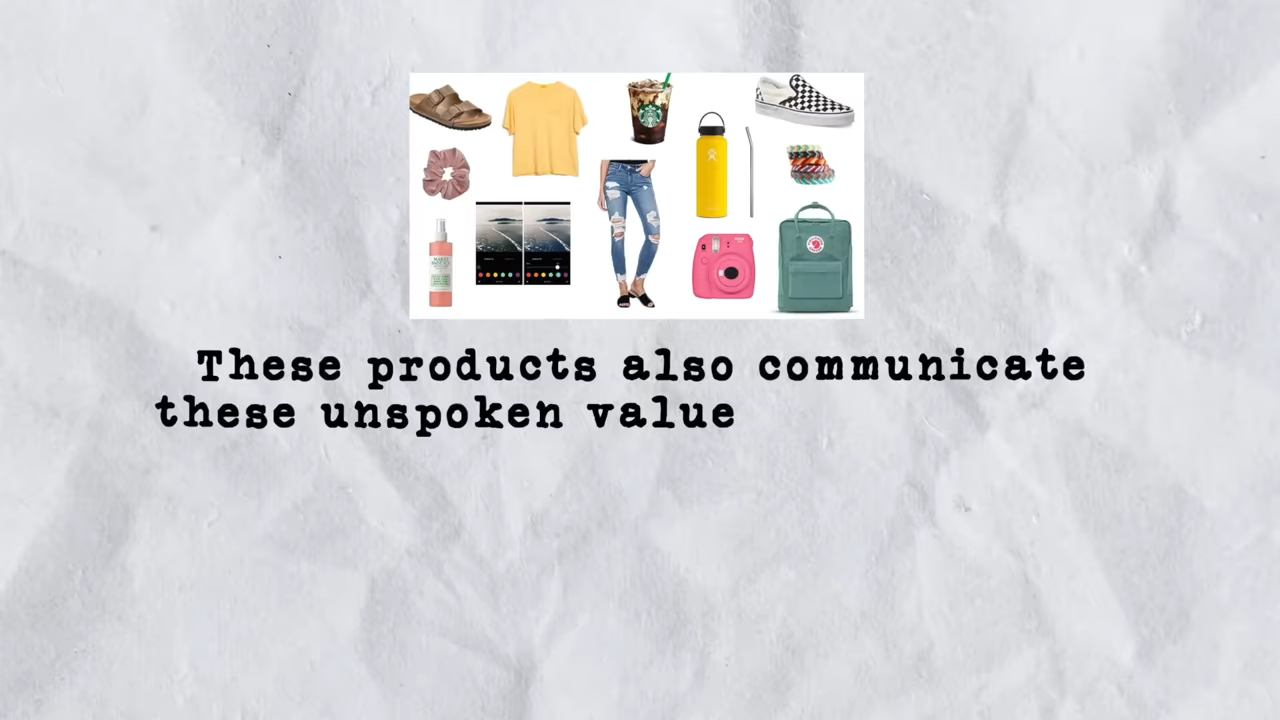 These products also communicate
these unspoken value